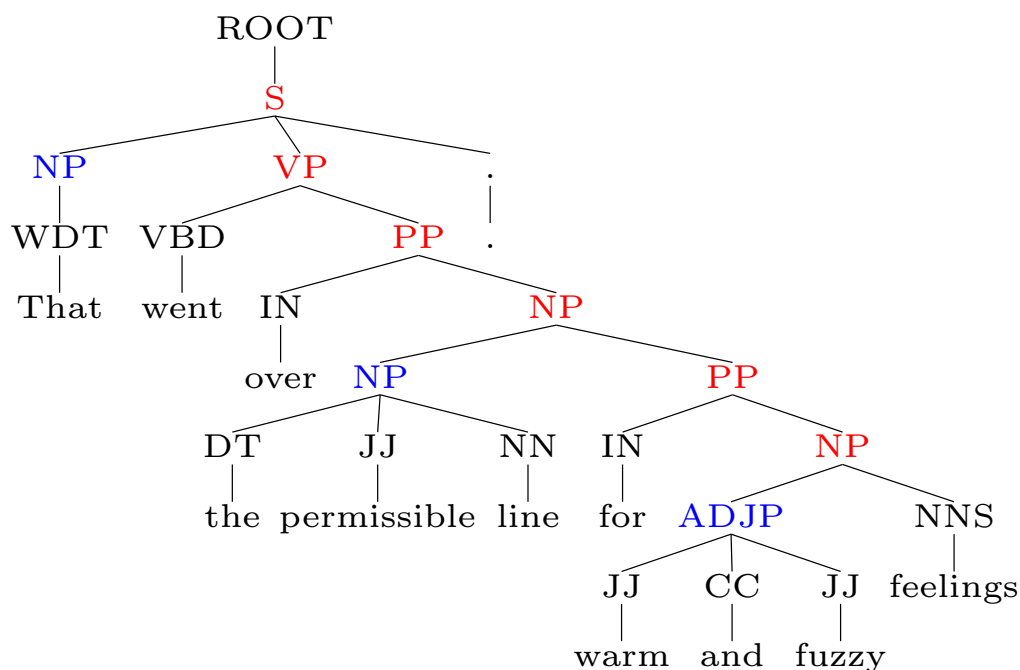 ROOT
S
NP VP .
WDT VBD PP .
That went IN NP
over NP PP
DT JJ NN IN NP
the permissible line for ADJP NNS
JJ CC JJ feelings
warm and fuzzy